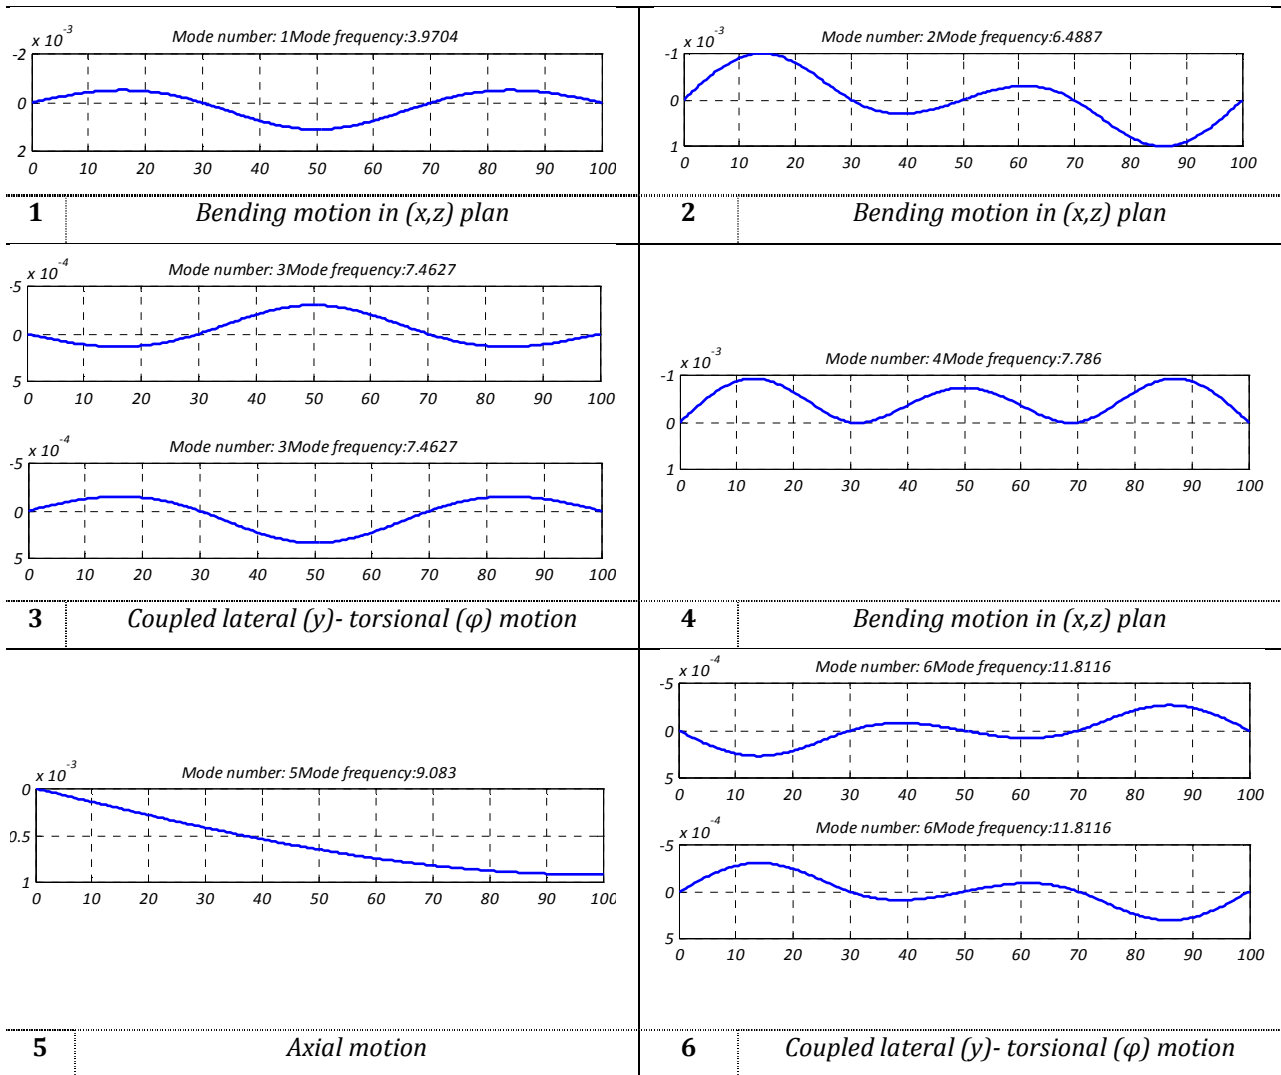 x 10^-3 Mode number: 1Mode frequency:3.9704
-2
0
2
0 10 20 30 40 50 60 70 80 90 100
1 Bending motion in (x,z) plan
x 10^-3 Mode number: 2Mode frequency:6.4887
-1
0
1
0 10 20 30 40 50 60 70 80 90 100
2 Bending motion in (x,z) plan
x 10^-4 Mode number: 3Mode frequency:7.4627
-5
0
5
0 10 20 30 40 50 60 70 80 90 100
x 10^-4 Mode number: 3Mode frequency:7.4627
-5
0
5
0 10 20 30 40 50 60 70 80 90 100
3 Coupled lateral (y)- torsional (φ) motion
x 10^-3 Mode number: 4Mode frequency:7.786
-1
0
1
0 10 20 30 40 50 60 70 80 90 100
4 Bending motion in (x,z) plan
x 10^-3 Mode number: 5Mode frequency:9.083
0
0.5
1
0 10 20 30 40 50 60 70 80 90 100
5 Axial motion
x 10^-4 Mode number: 6Mode frequency:11.8116
-5
0
5
0 10 20 30 40 50 60 70 80 90 100
x 10^-4 Mode number: 6Mode frequency:11.8116
-5
0
5
0 10 20 30 40 50 60 70 80 90 100
6 Coupled lateral (y)- torsional (φ) motion